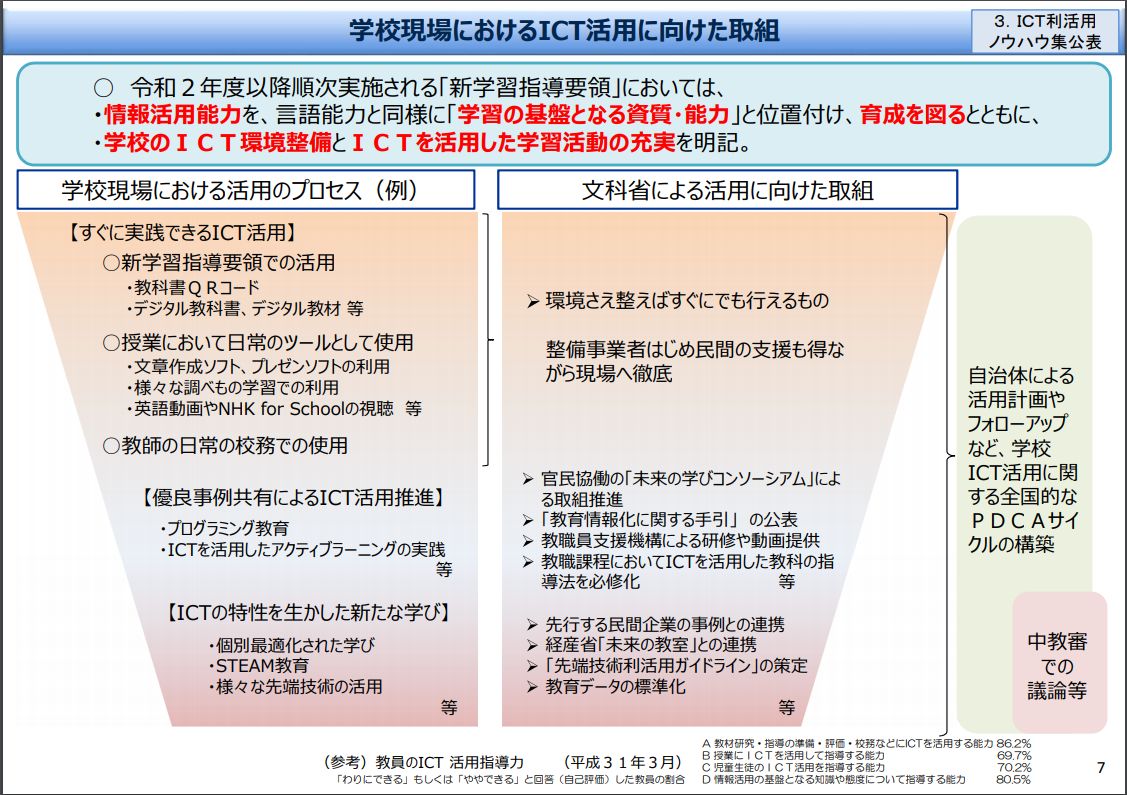 学校現場におけるICT活用に向けた取組
3．ICT利活用
ノウハウ集公表
○　令和２年度以降順次実施される「新学習指導要領」においては、
・情報活用能力を、言語能力と同様に「学習の基盤となる資質・能力」と位置付け、育成を図るとともに、
・学校のＩＣＴ環境整備とＩＣＴを活用した学習活動の充実を明記。
学校現場における活用のプロセス（例）
【すぐに実践できるICT活用】
○新学習指導要領での活用
・教科書ＱＲコード
・デジタル教科書、デジタル教材 等
○授業において日常のツールとして使用
・文章作成ソフト、プレゼンソフトの利用
・様々な調べもの学習での利用
・英語動画やNHK for Schoolの視聴　等
○教師の日常の校務での使用
【優良事例共有によるICT活用推進】
・プログラミング教育
・ICTを活用したアクティブラーニングの実践
等
【ICTの特性を生かした新たな学び】
・個別最適化された学び
・STEAM教育
・様々な先端技術の活用
等
文科省による活用に向けた取組
➢ 環境さえ整えばすぐにでも行えるもの
整備事業者はじめ民間の支援も得な
がら現場へ徹底
➢ 官民協働の「未来の学びコンソーシアム」によ
る取組推進
➢ 「教育情報化に関する手引」 の公表
➢ 教職員支援機構による研修や動画提供
➢ 教職課程においてICTを活用した教科の指
導法を必修化　等
➢ 先行する民間企業の事例との連携
➢ 経産省「未来の教室」との連携
➢ 「先端技術利活用ガイドライン」の策定
➢ 教育データの標準化
等
自治体による
活用計画や
フォローアップ
など、学校
ICT活用に関
する全国的な
ＰＤＣＡサイ
クルの構築
中教審
での
議論等
（参考）教員のICT 活用指導力　（平成３１年３月）
「わりにできる」もしくは「ややできる」と回答（自己評価）した教員の割合
A 教材研究・指導の準備・評価・校務などにICTを活用する能力 86.2%
B 授業にＩＣＴを活用して指導する能力 69.7%
C 児童生徒のＩＣＴ活用を指導する能力 70.2%
D 情報活用の基盤となる知識や態度について指導する能力 80.5%
7